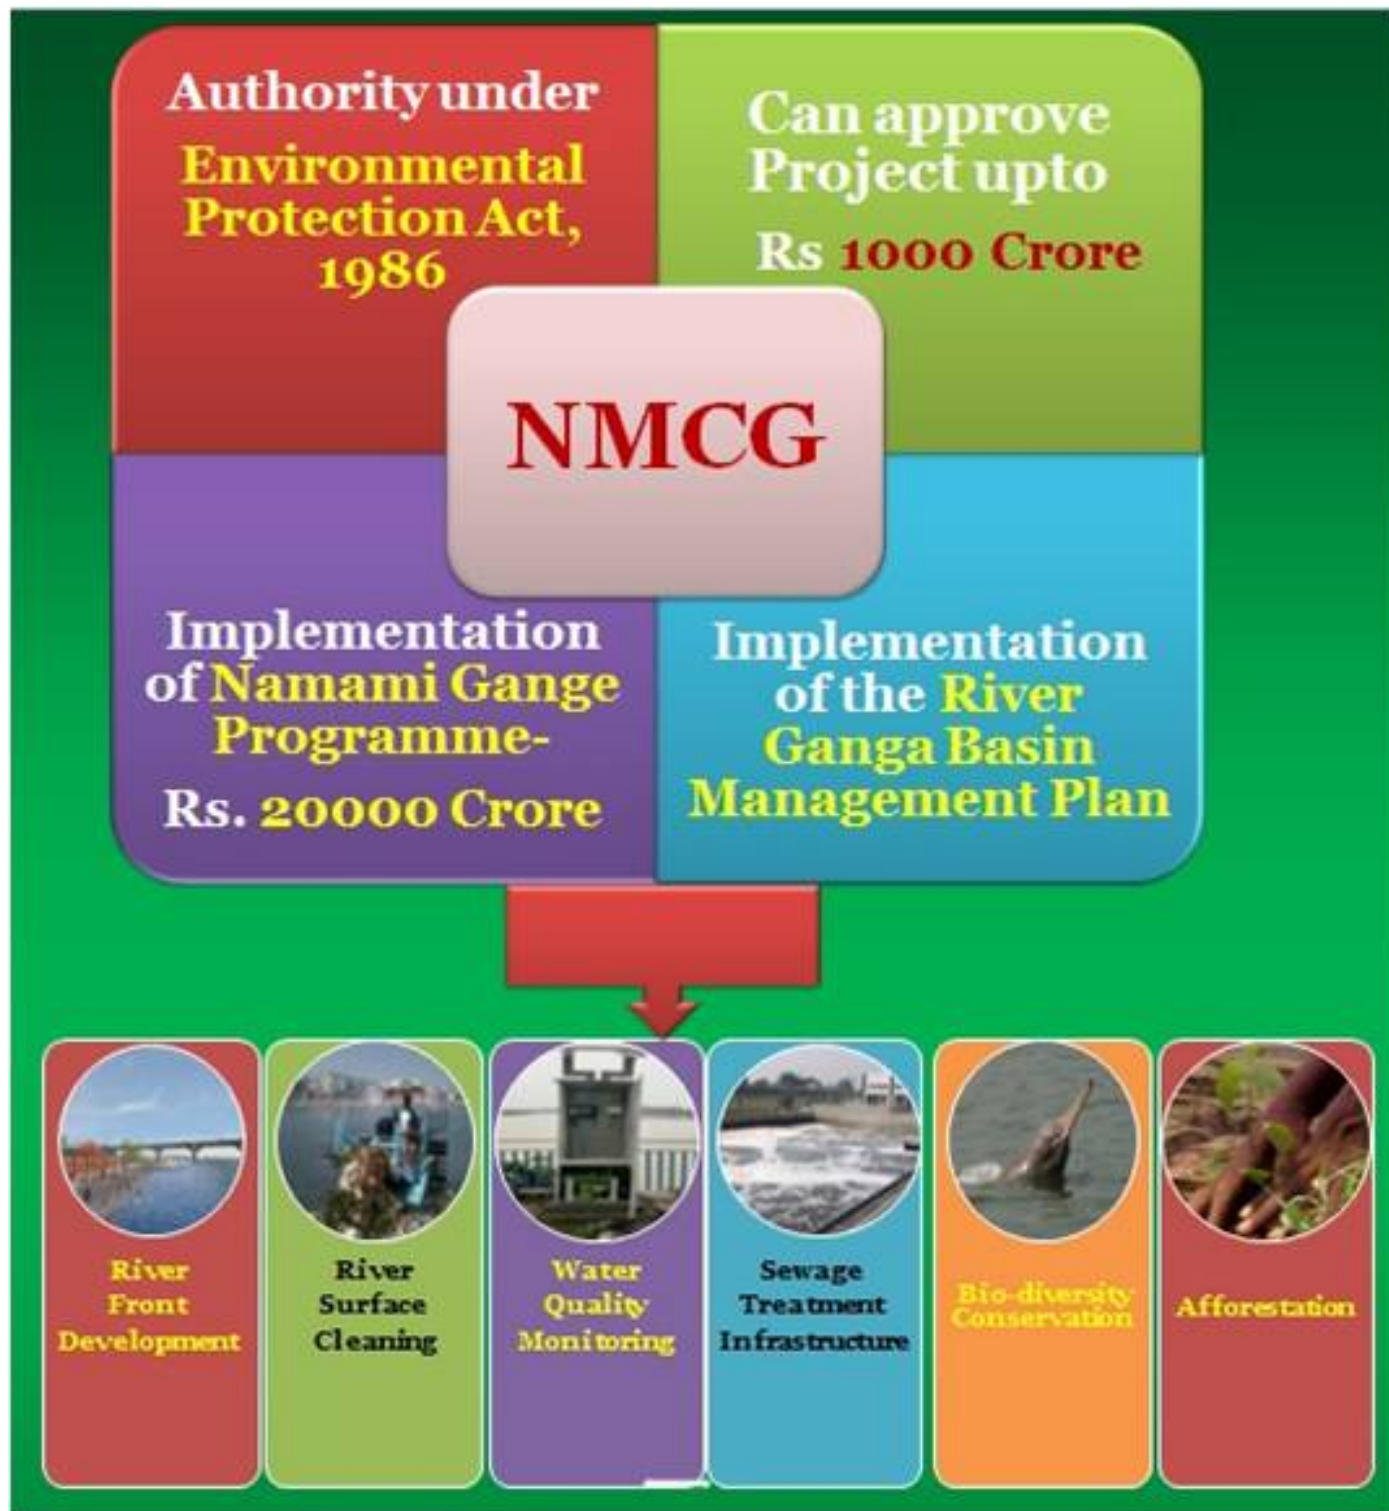 Authority under
Environmental
Protection Act,
1986
Can approve
Project upto
Rs 1000 Crore
NMCG
Implementation
of Namami Gange
Programme-
Rs. 20000 Crore
Implementation
of the River
Ganga Basin
Management Plan
River
Front
Development
River
Surface
Cleaning
Water
Quality
Monitoring
Sewage
Treatment
Infrastructure
Bio-diversity
Conservation
Afforestation